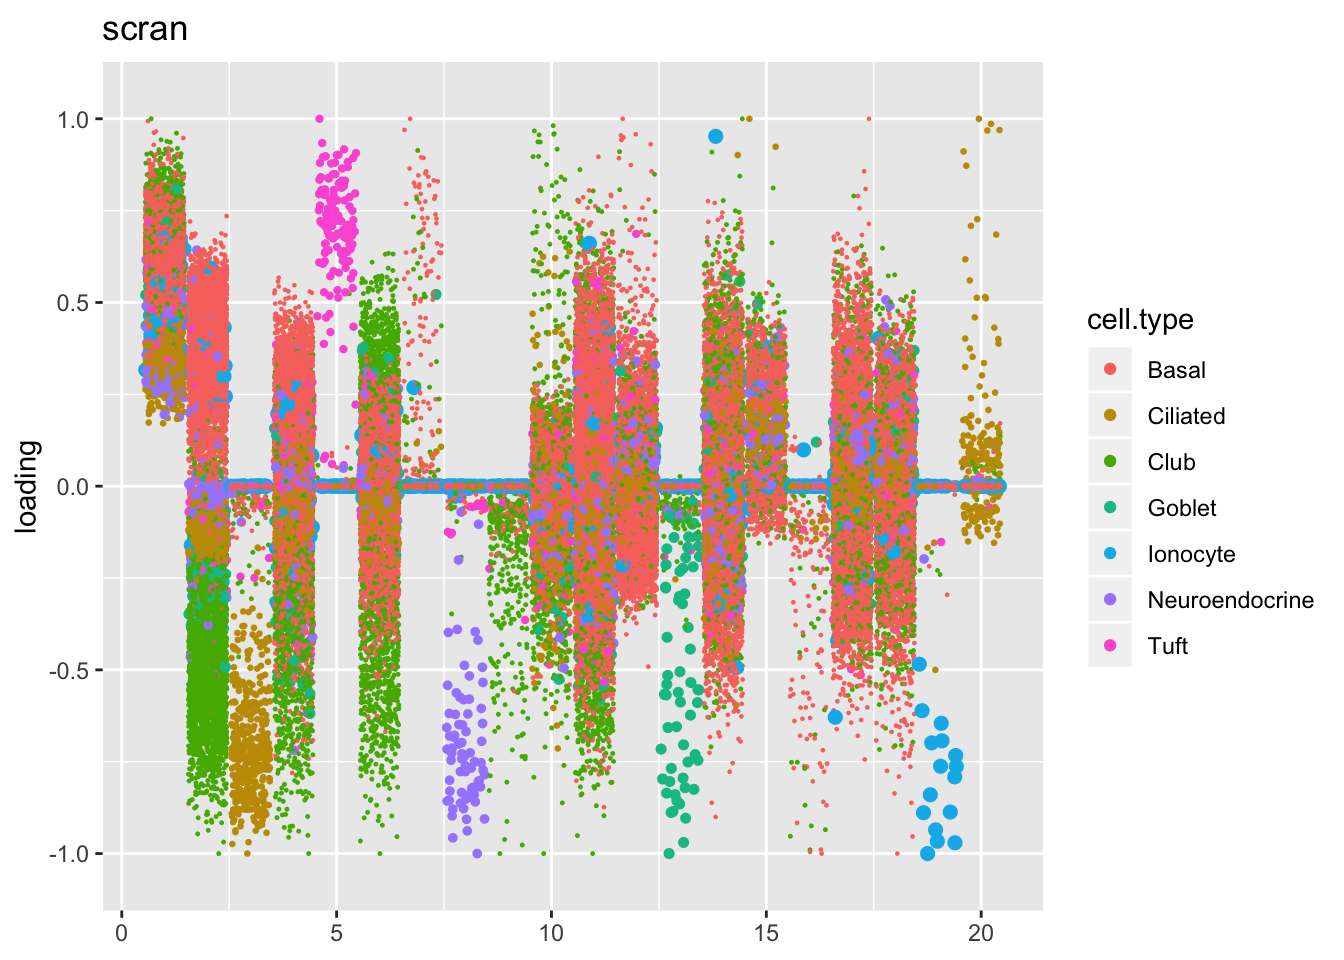 scran
loading
1.0
0.5
0.0
-0.5
-1.0
0
5
10
15
20
cell.type
Basal
Ciliated
Club
Goblet
Ionocyte
Neuroendocrine
Tuft